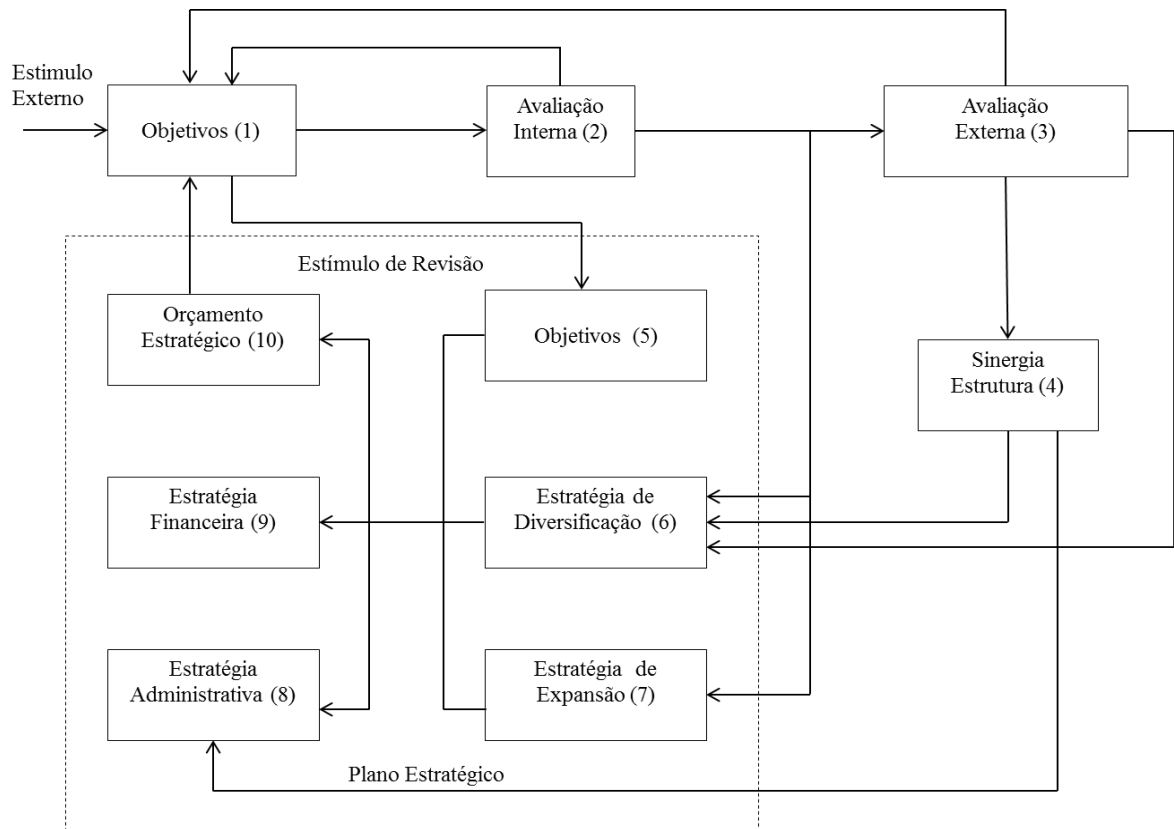 Estimulo
Externo
Objetivos (1)
Avaliação
Interna (2)
Avaliação
Externa (3)
Estímulo de Revisão
Orçamento
Estratégico (10)
Objetivos (5)
Sinergia
Estrutura (4)
Estratégia
Financeira (9)
Estratégia de
Diversificação (6)
Estratégia
Administrativa (8)
Estratégia de
Expansão (7)
Plano Estratégico